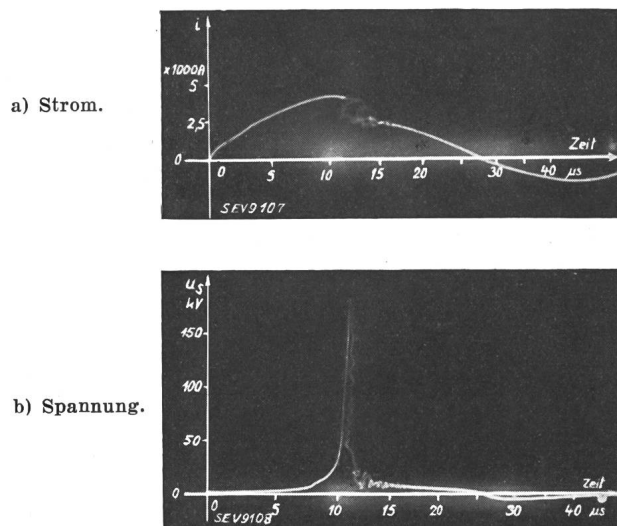 i
×1000A
5
a) Strom.
2,5
Zeit
0
0 5 10 15 20 30 40 µs
SEV9107
u_s
kV
150
100
b) Spannung.
50
Zeit
0
0 5 10 15 20 30 40 µs
SEV9108